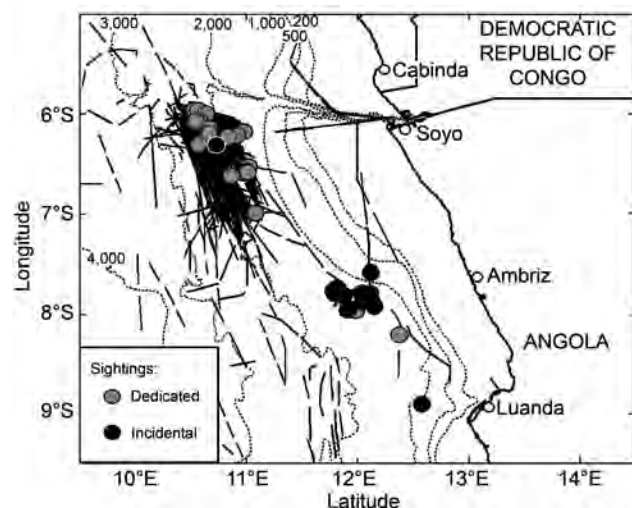 3,000
2,000
1,000
200
500
DEMOCRATIC
REPUBLIC OF
CONGO
Cabinda
6°S
Soyo
7°S
Longitude
4,000
Ambriz
8°S
ANGOLA
Sightings:
Dedicated
Incidental
9°S
Luanda
10°E
11°E
12°E
13°E
14°E
Latitude